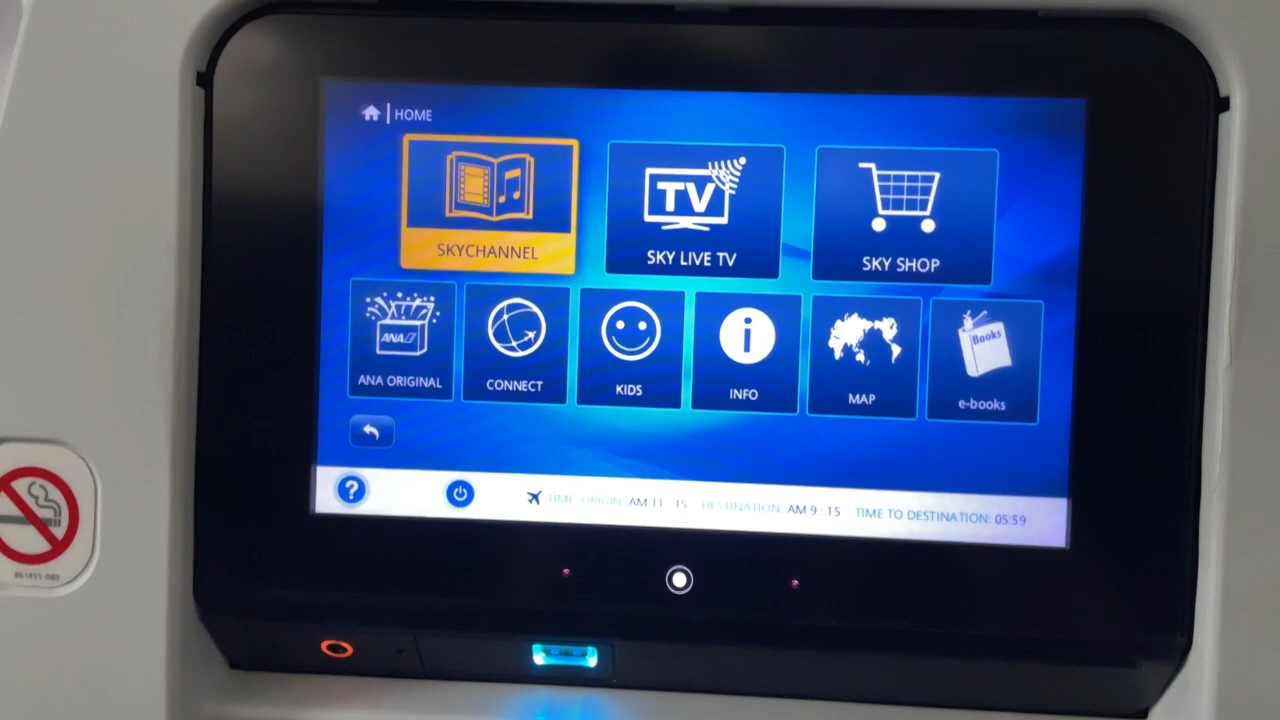 HOME
SKYCHANNEL
TV
SKY LIVE TV
SKY SHOP
ANA
ANA ORIGINAL
CONNECT
KIDS
i
INFO
MAP
Books
e-books
?
TIME: ORIGIN: AM 11 : 15 DESTINATION: AM 9 : 15 TIME TO DESTINATION: 05:59